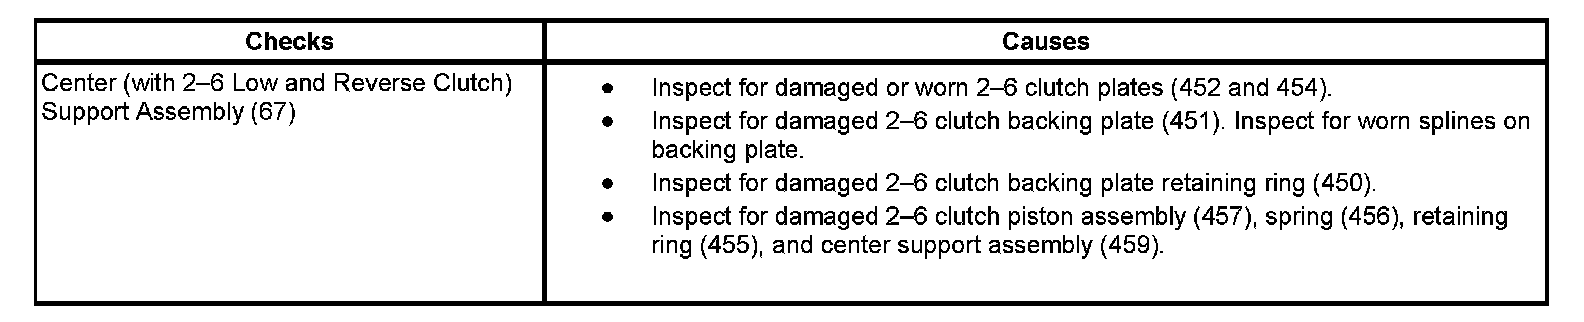 Checks
Causes
Center (with 2–6 Low and Reverse Clutch)
Support Assembly (67)
● Inspect for damaged or worn 2–6 clutch plates (452 and 454).
● Inspect for damaged 2–6 clutch backing plate (451). Inspect for worn splines on
backing plate.
● Inspect for damaged 2–6 clutch backing plate retaining ring (450).
● Inspect for damaged 2–6 clutch piston assembly (457), spring (456), retaining
ring (455), and center support assembly (459).